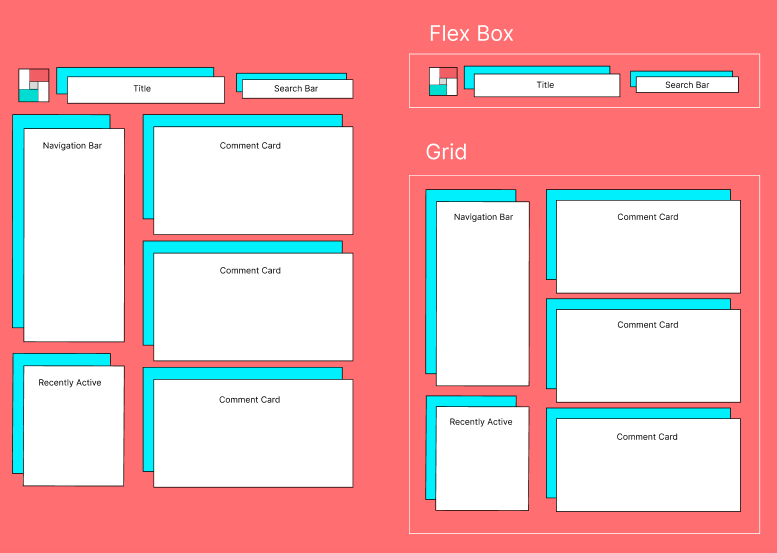 Title
Search Bar
Navigation Bar
Comment Card
Comment Card
Recently Active
Comment Card
Flex Box
Title
Search Bar
Grid
Navigation Bar
Comment Card
Comment Card
Recently Active
Comment Card